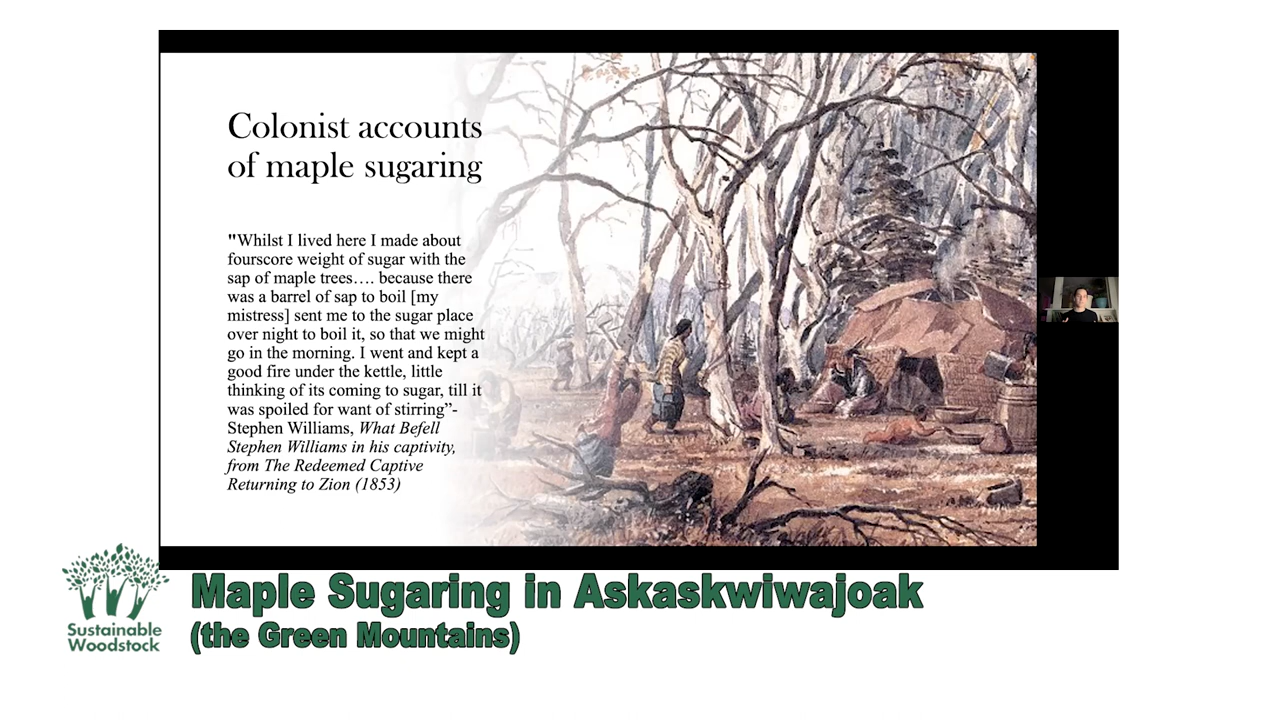 Colonist accounts
of maple sugaring
"Whilst I lived here I made about
fourscore weight of sugar with the
sap of maple trees…. because there
was a barrel of sap to boil [my
mistress] sent me to the sugar place
over night to boil it, so that we might
go in the morning. I went and kept a
good fire under the kettle, little
thinking of its coming to sugar, till it
was spoiled for want of stirring”-
Stephen Williams, What Befell
Stephen Williams in his captivity,
from The Redeemed Captive
Returning to Zion (1853)
Sustainable
Woodstock
Maple Sugaring in Askaskwiwajoak
(the Green Mountains)